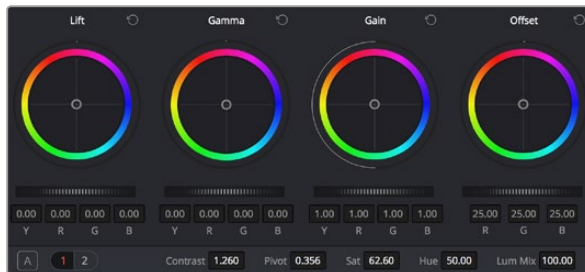 Lift Gamma Gain Offset
0.00 0.00 0.00 0.00 0.00 0.00 0.00 0.00 1.00 1.00 1.00 1.00 25.00 25.00 25.00
Y R G B Y R G B Y R G B R G B
A 1 2 Contrast 1.260 Pivot 0.356 Sat 62.60 Hue 50.00 Lum Mix 100.00